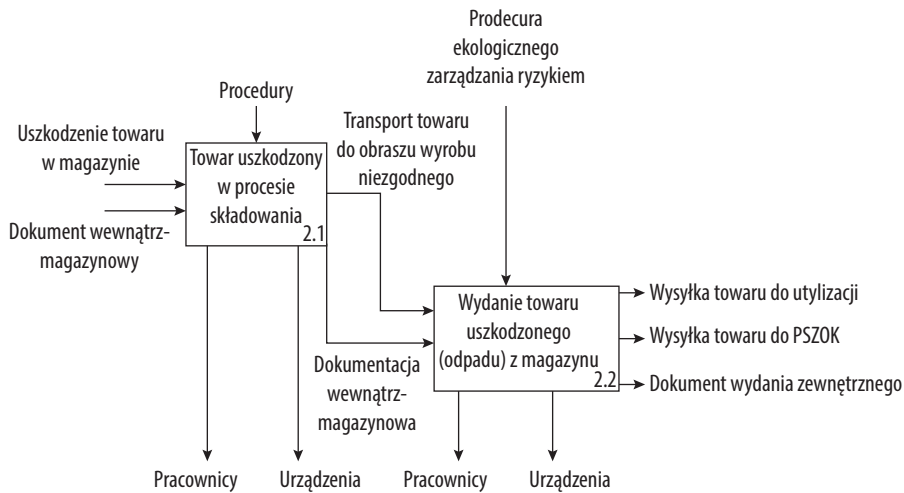 Prodecura
ekologicznego
zarządzania ryzykiem
Procedury
Uszkodzenie towaru
w magazynie
Dokument wewnątrz-
magazynowy
Towar uszkodzony
w procesie
składowania
2.1
Transport towaru
do obraszu wyrobu
niezgodnego
Dokumentacja
wewnątrz-
magazynowa
Wydanie towaru
uszkodzonego
(odpadu) z magazynu
2.2
Wysyłka towaru do utylizacji
Wysyłka towaru do PSZOK
Dokument wydania zewnętrznego
Pracownicy
Urządzenia
Pracownicy
Urządzenia